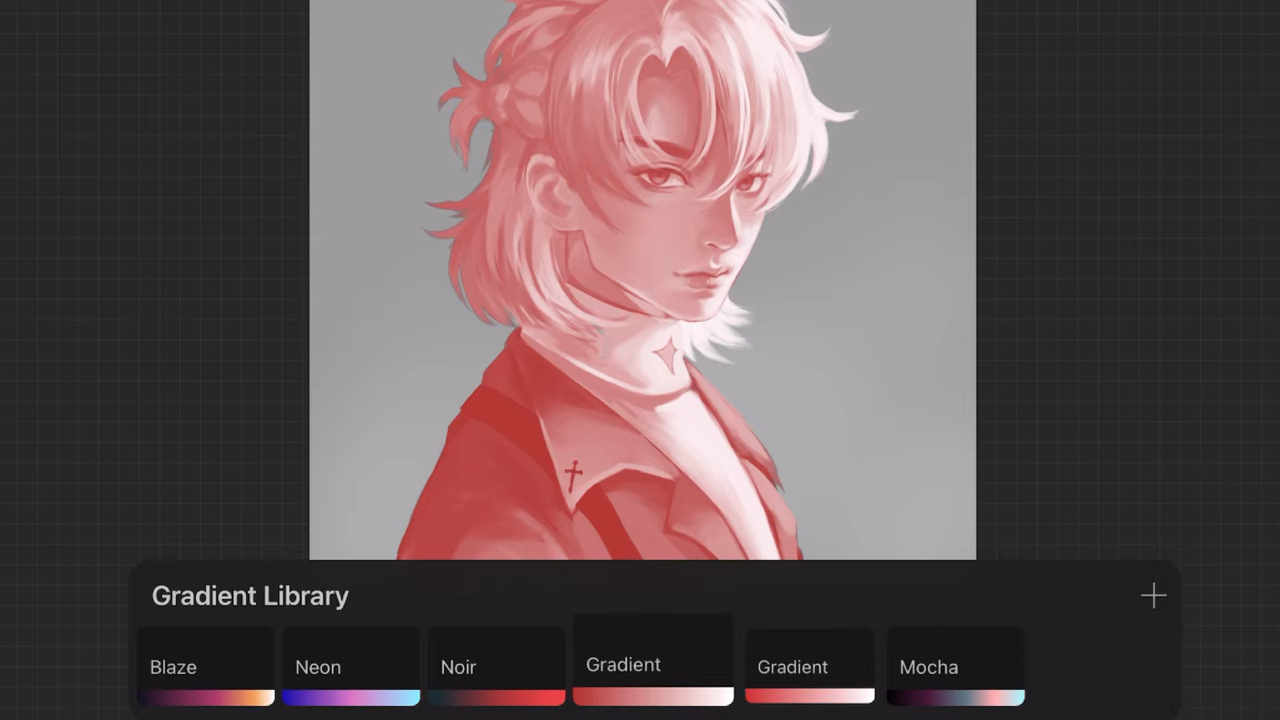 Gradient Library
Blaze
Neon
Noir
Gradient
Gradient
Mocha